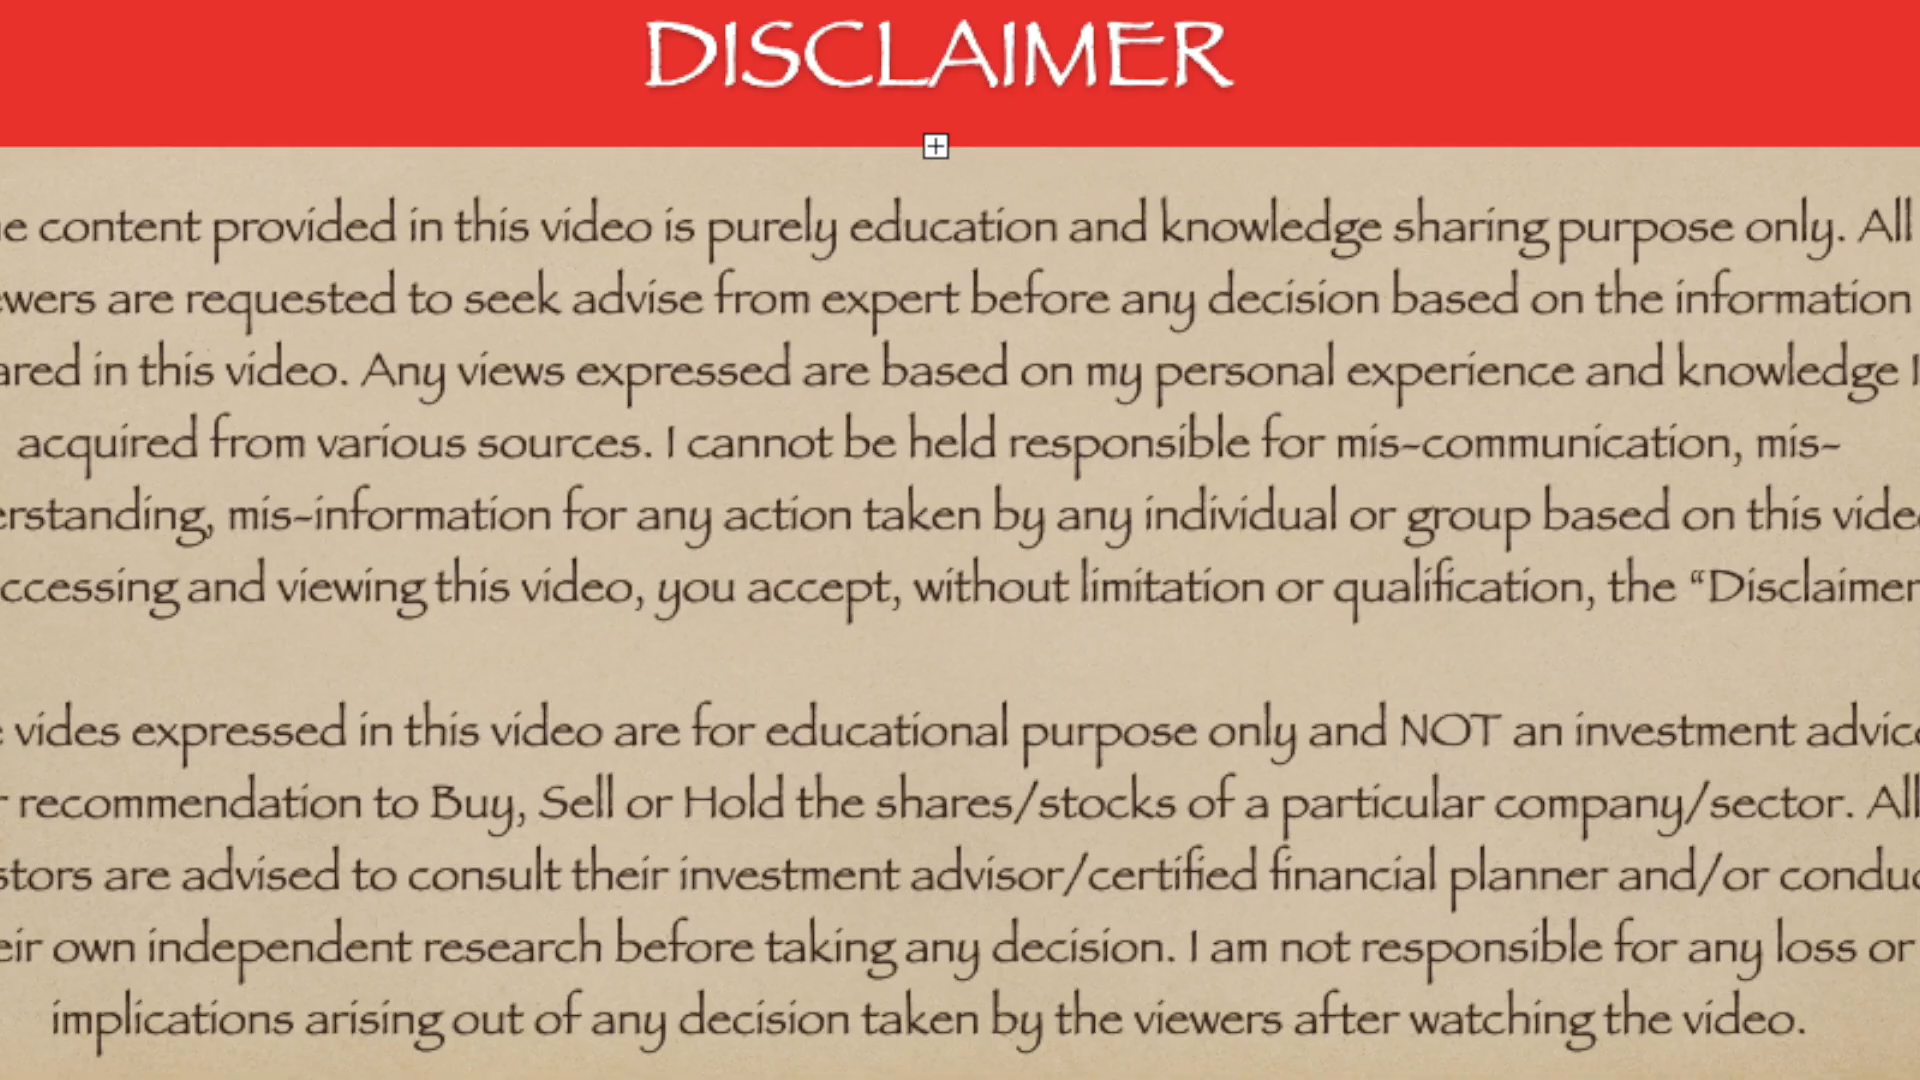 DISCLAIMER
e content provided in this video is purely education and knowledge sharing purpose only. All
wers are requested to seek advise from expert before any decision based on the information
ared in this video. Any views expressed are based on my personal experience and knowledge I
acquired from various sources. I cannot be held responsible for mis-communication, mis-
erstanding, mis-information for any action taken by any individual or group based on this vide
ccessing and viewing this video, you accept, without limitation or qualification, the “Disclaimer
vides expressed in this video are for educational purpose only and NOT an investment advic
r recommendation to Buy, Sell or Hold the shares/stocks of a particular company/sector. All
stors are advised to consult their investment advisor/certified financial planner and/or conduc
eir own independent research before taking any decision. I am not responsible for any loss or
implications arising out of any decision taken by the viewers after watching the video.